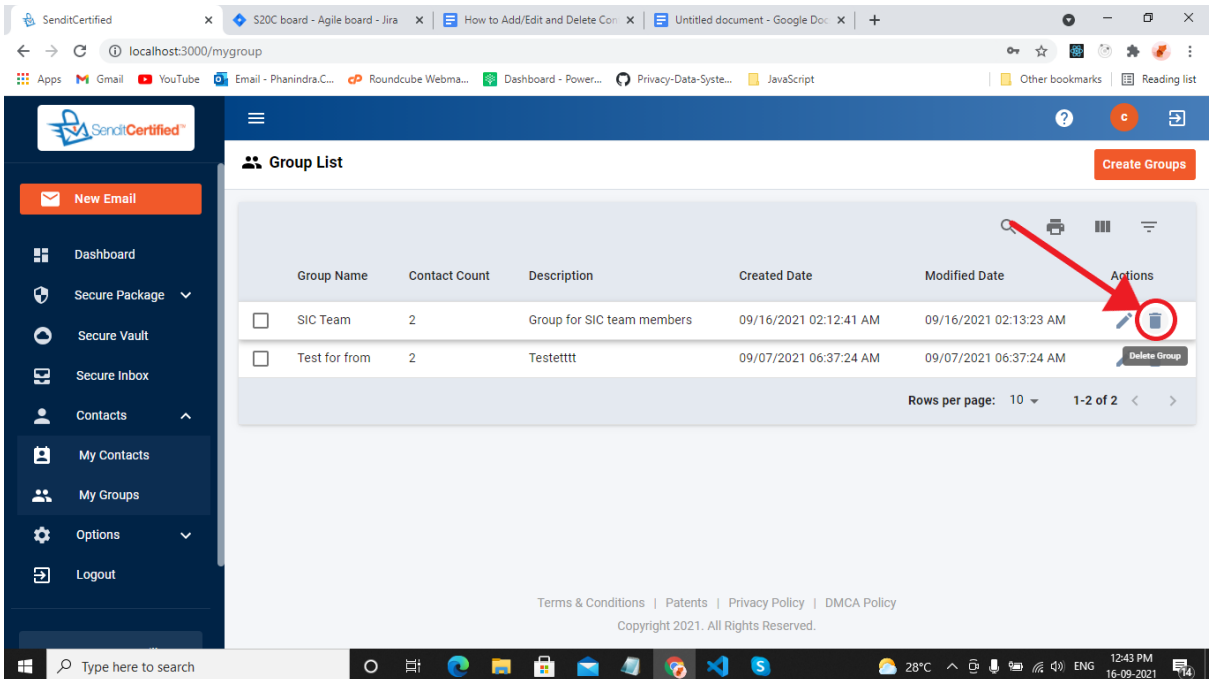 SenditCertified
S20C board - Agile board - Jira
How to Add/Edit and Delete Con
Untitled document - Google Doc
localhost:3000/mygroup
Apps Gmail YouTube Email - Phanindra.C... Roundcube Webma... Dashboard - Power... Privacy-Data-Syste... JavaScript Other bookmarks Reading list
SenditCertified™
? c
Group List
Create Groups
New Email
Dashboard
Secure Package
Secure Vault
Secure Inbox
Contacts
My Contacts
My Groups
Options
Logout
Group Name Contact Count Description Created Date Modified Date Actions
SIC Team 2 Group for SIC team members 09/16/2021 02:12:41 AM 09/16/2021 02:13:23 AM
Test for from 2 Testetttt 09/07/2021 06:37:24 AM 09/07/2021 06:37:24 AM
Delete Group
Rows per page: 10 1-2 of 2
Terms & Conditions | Patents | Privacy Policy | DMCA Policy
Copyright 2021. All Rights Reserved.
Type here to search
28°C ENG
12:43 PM
16-09-2021
14